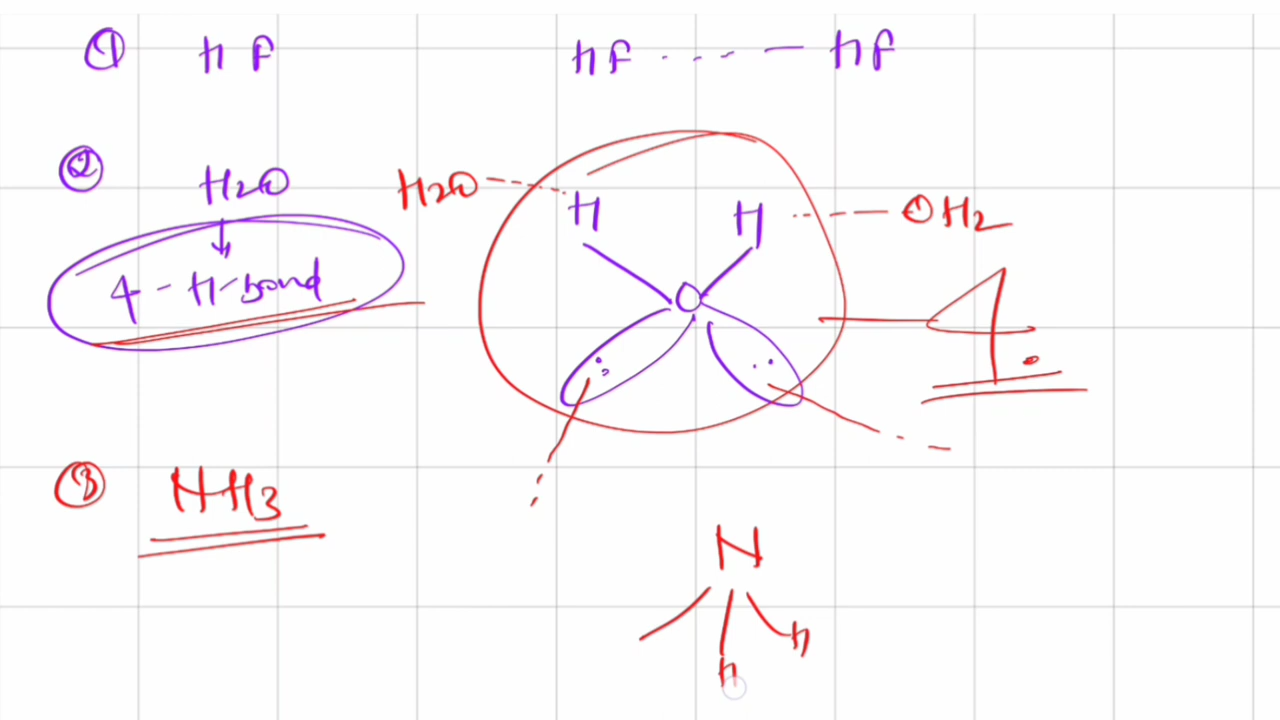 ① HF HF ---- HF
② H2O H2O --- H H --- OH2
O
↓
4 - H-bond 4.
③ NH3
N
H
H